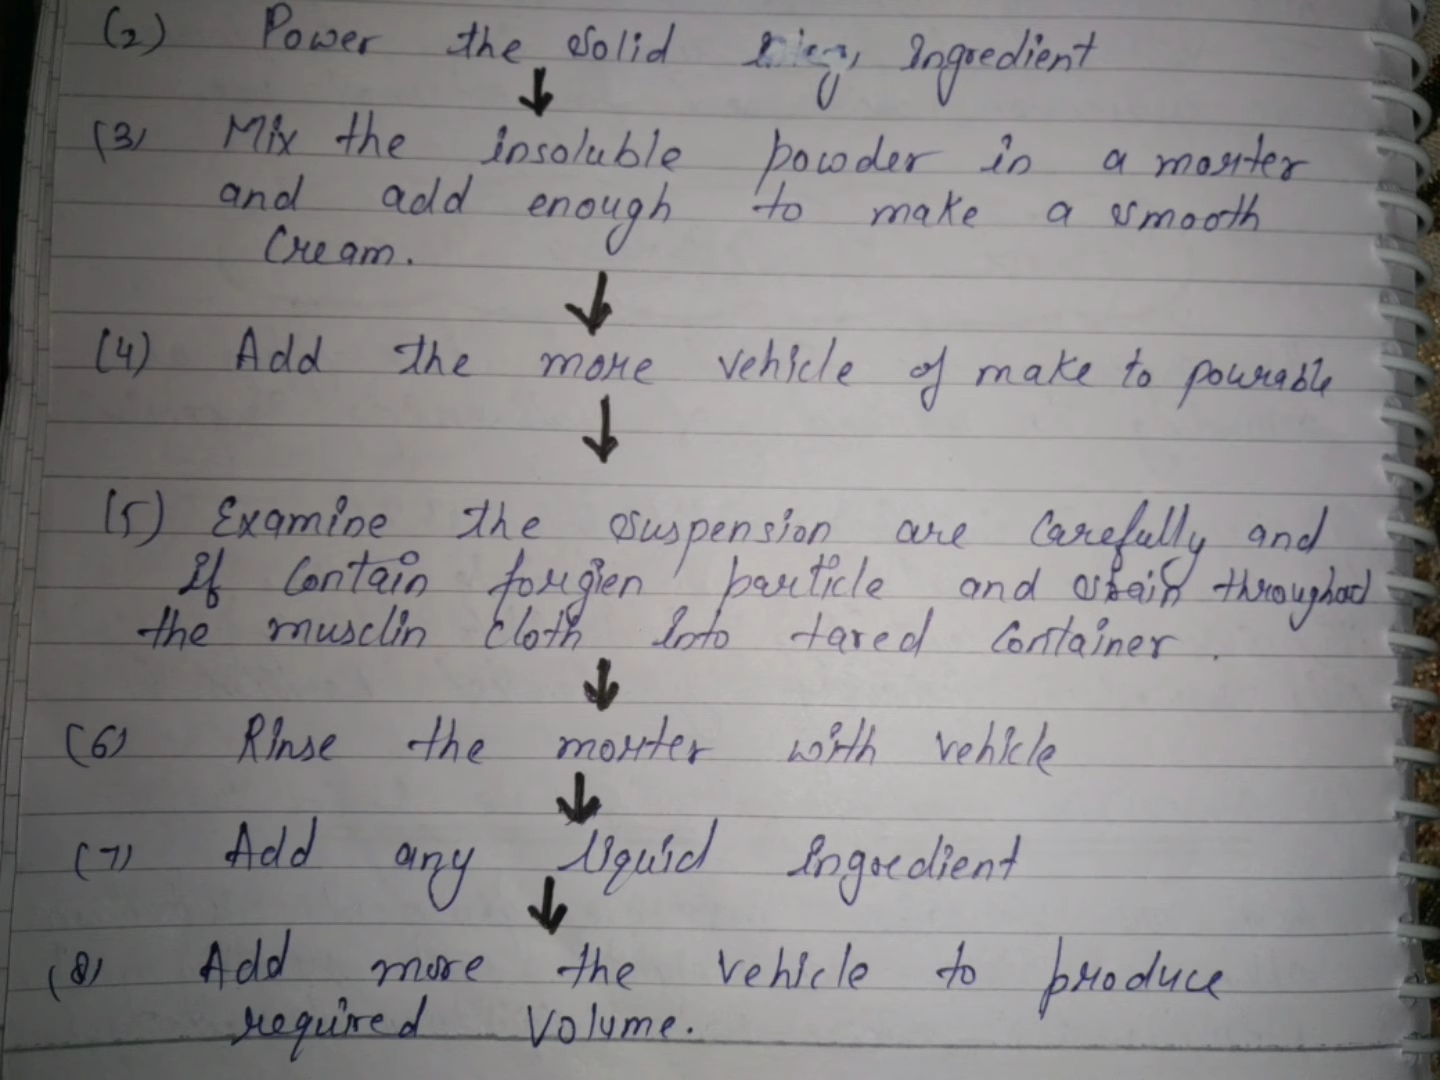 (2) Power the solid Ingredient
(3) Mix the insoluble powder in a morter
and add enough to make a smooth
Cream.
(4) Add the more vehicle of make to pourable
(5) Examine the suspension are Carefully and
If Contain forgien particle and strain throughout
the musclin cloth into tared Container.
(6) Rinse the morter with vehicle
(7) Add any liquid ingredient
(8) Add more the vehicle to produce
required Volume.